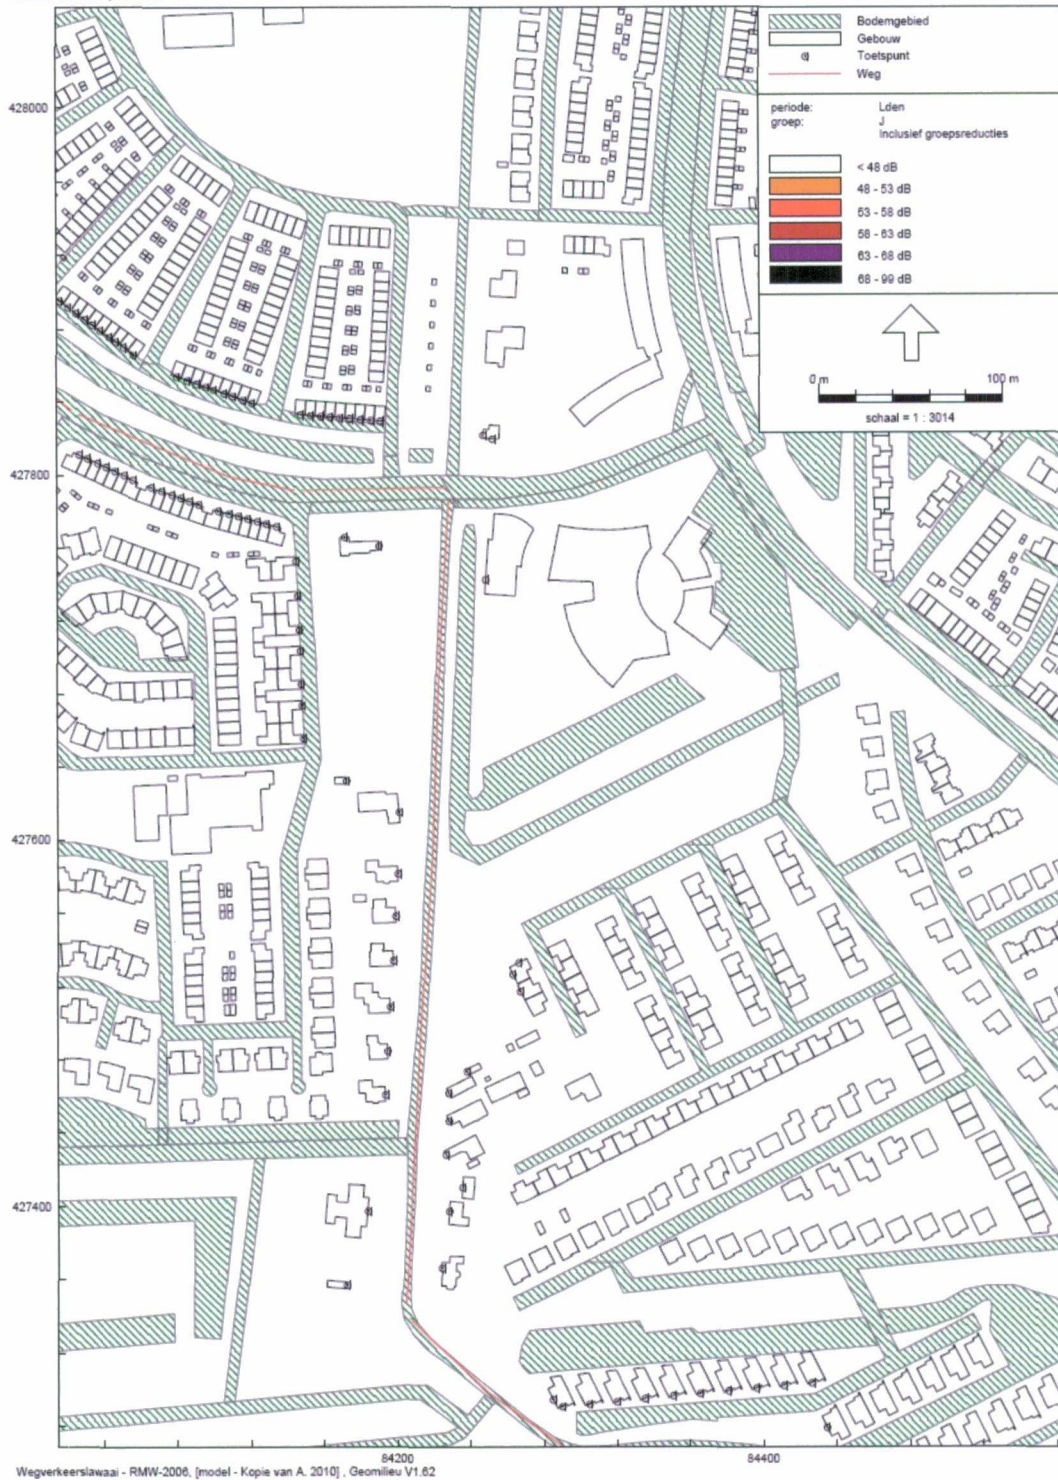 Bodemgebied
Gebouw
Toetspunt
Weg
periode: Lden
groep: J
Inclusief groepsreducties
< 48 dB
48 - 53 dB
53 - 58 dB
58 - 63 dB
63 - 68 dB
68 - 99 dB
0 m 100 m
schaal = 1 : 3014
428000
427800
427600
427400
84200 84400
Wegverkeerslawaai - RMW-2006, [model - Kopie van A. 2010] , Geomilieu V1.62